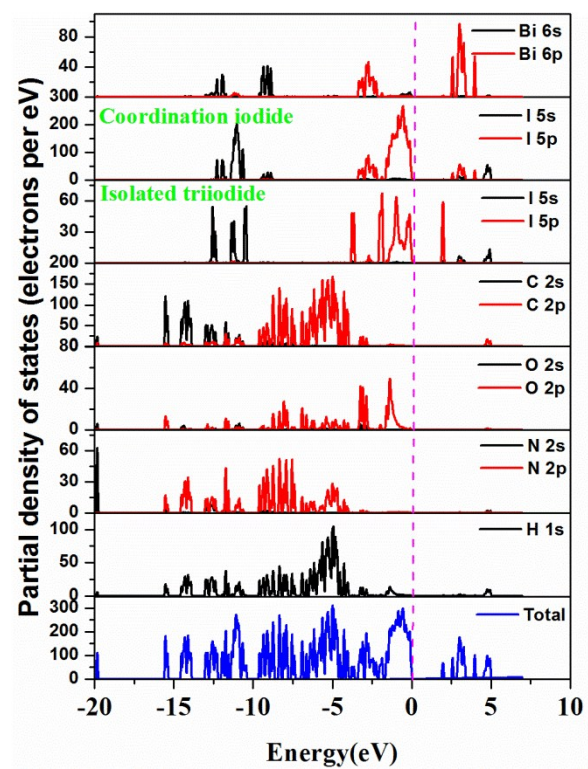 Partial density of states (electrons per eV)
80
40
300
Bi 6s
Bi 6p
Coordination iodide
200
100
0
I 5s
I 5p
Isolated triiodide
60
30
200
I 5s
I 5p
150
100
50
80
C 2s
C 2p
40
0
O 2s
O 2p
60
30
0
N 2s
N 2p
100
50
0
H 1s
300
200
100
0
Total
-20
-15
-10
-5
0
5
10
Energy(eV)